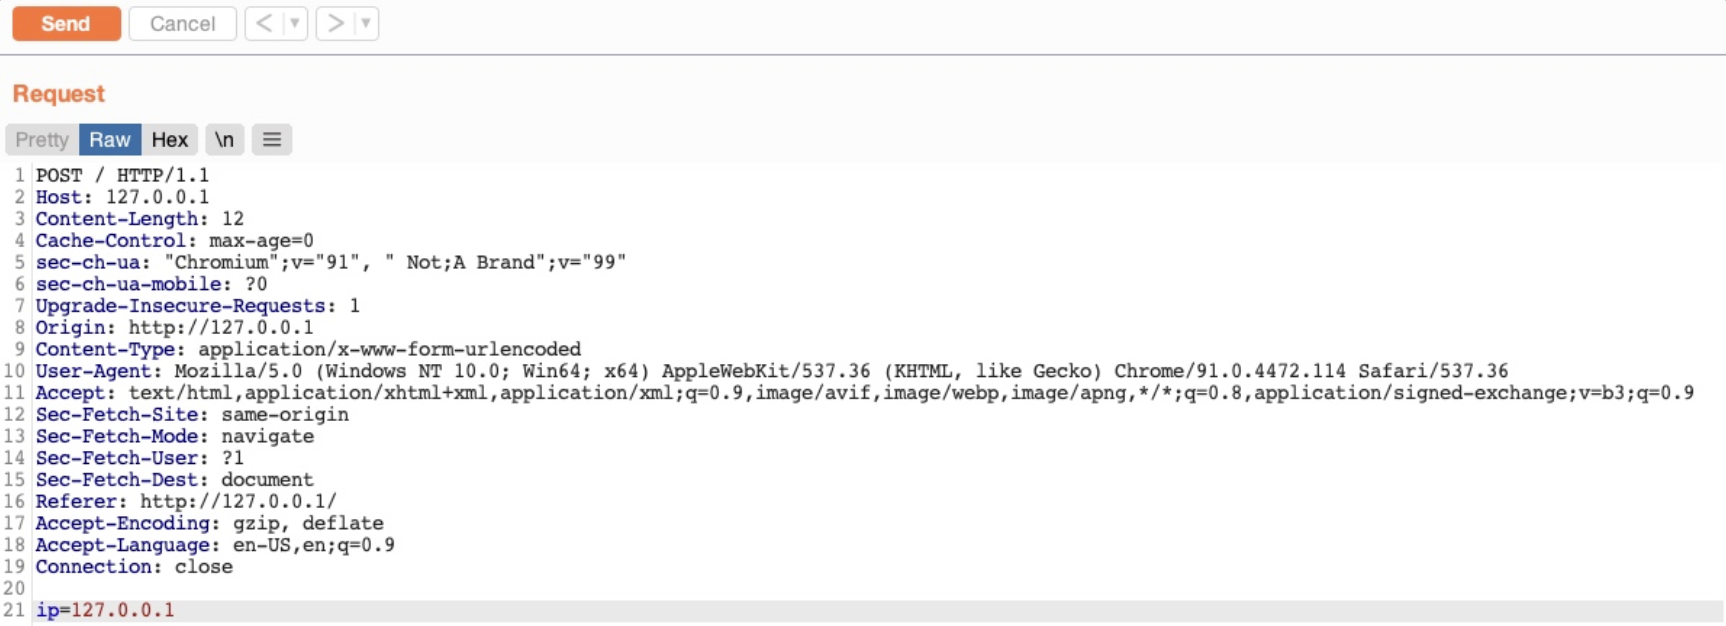 Send Cancel < ▼ > ▼
Request
Pretty Raw Hex \n ☰
1 POST / HTTP/1.1
2 Host: 127.0.0.1
3 Content-Length: 12
4 Cache-Control: max-age=0
5 sec-ch-ua: "Chromium";v="91", " Not;A Brand";v="99"
6 sec-ch-ua-mobile: ?0
7 Upgrade-Insecure-Requests: 1
8 Origin: http://127.0.0.1
9 Content-Type: application/x-www-form-urlencoded
10 User-Agent: Mozilla/5.0 (Windows NT 10.0; Win64; x64) AppleWebKit/537.36 (KHTML, like Gecko) Chrome/91.0.4472.114 Safari/537.36
11 Accept: text/html,application/xhtml+xml,application/xml;q=0.9,image/avif,image/webp,image/apng,*/*;q=0.8,application/signed-exchange;v=b3;q=0.9
12 Sec-Fetch-Site: same-origin
13 Sec-Fetch-Mode: navigate
14 Sec-Fetch-User: ?1
15 Sec-Fetch-Dest: document
16 Referer: http://127.0.0.1/
17 Accept-Encoding: gzip, deflate
18 Accept-Language: en-US,en;q=0.9
19 Connection: close
20
21 ip=127.0.0.1